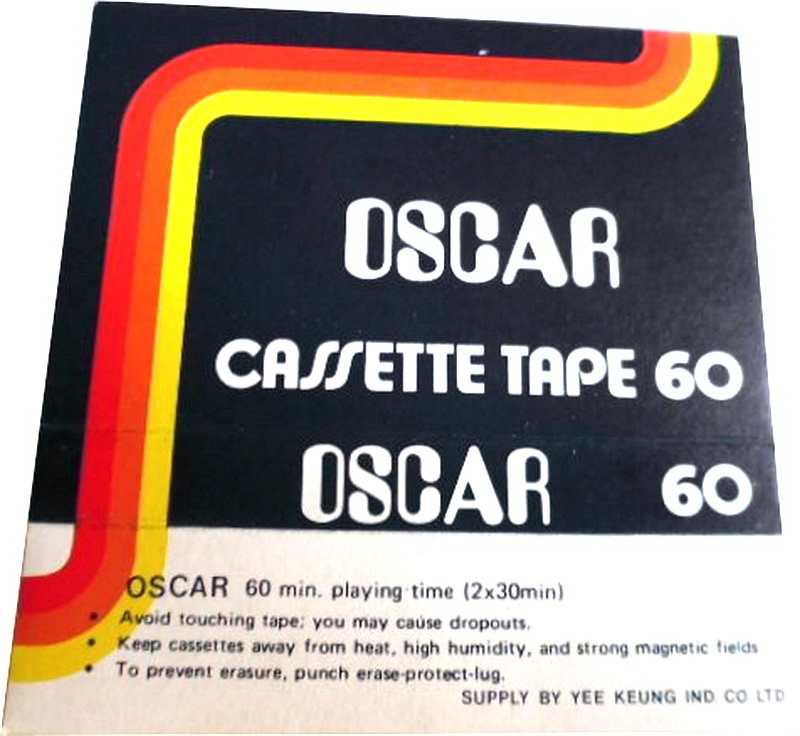 OSCAR
CASSETTE TAPE 60
OSCAR 60
OSCAR 60 min. playing time (2x30min)
• Avoid touching tape; you may cause dropouts.
• Keep cassettes away from heat, high humidity, and strong magnetic fields
• To prevent erasure, punch erase-protect-lug.
SUPPLY BY YEE KEUNG IND CO LTD